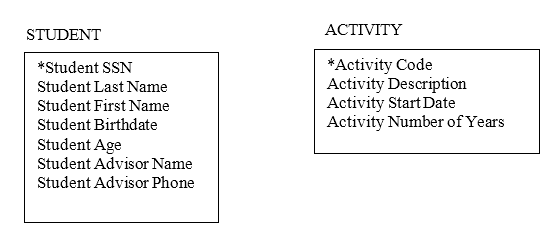 STUDENT
*Student SSN
Student Last Name
Student First Name
Student Birthdate
Student Age
Student Advisor Name
Student Advisor Phone
ACTIVITY
*Activity Code
Activity Description
Activity Start Date
Activity Number of Years